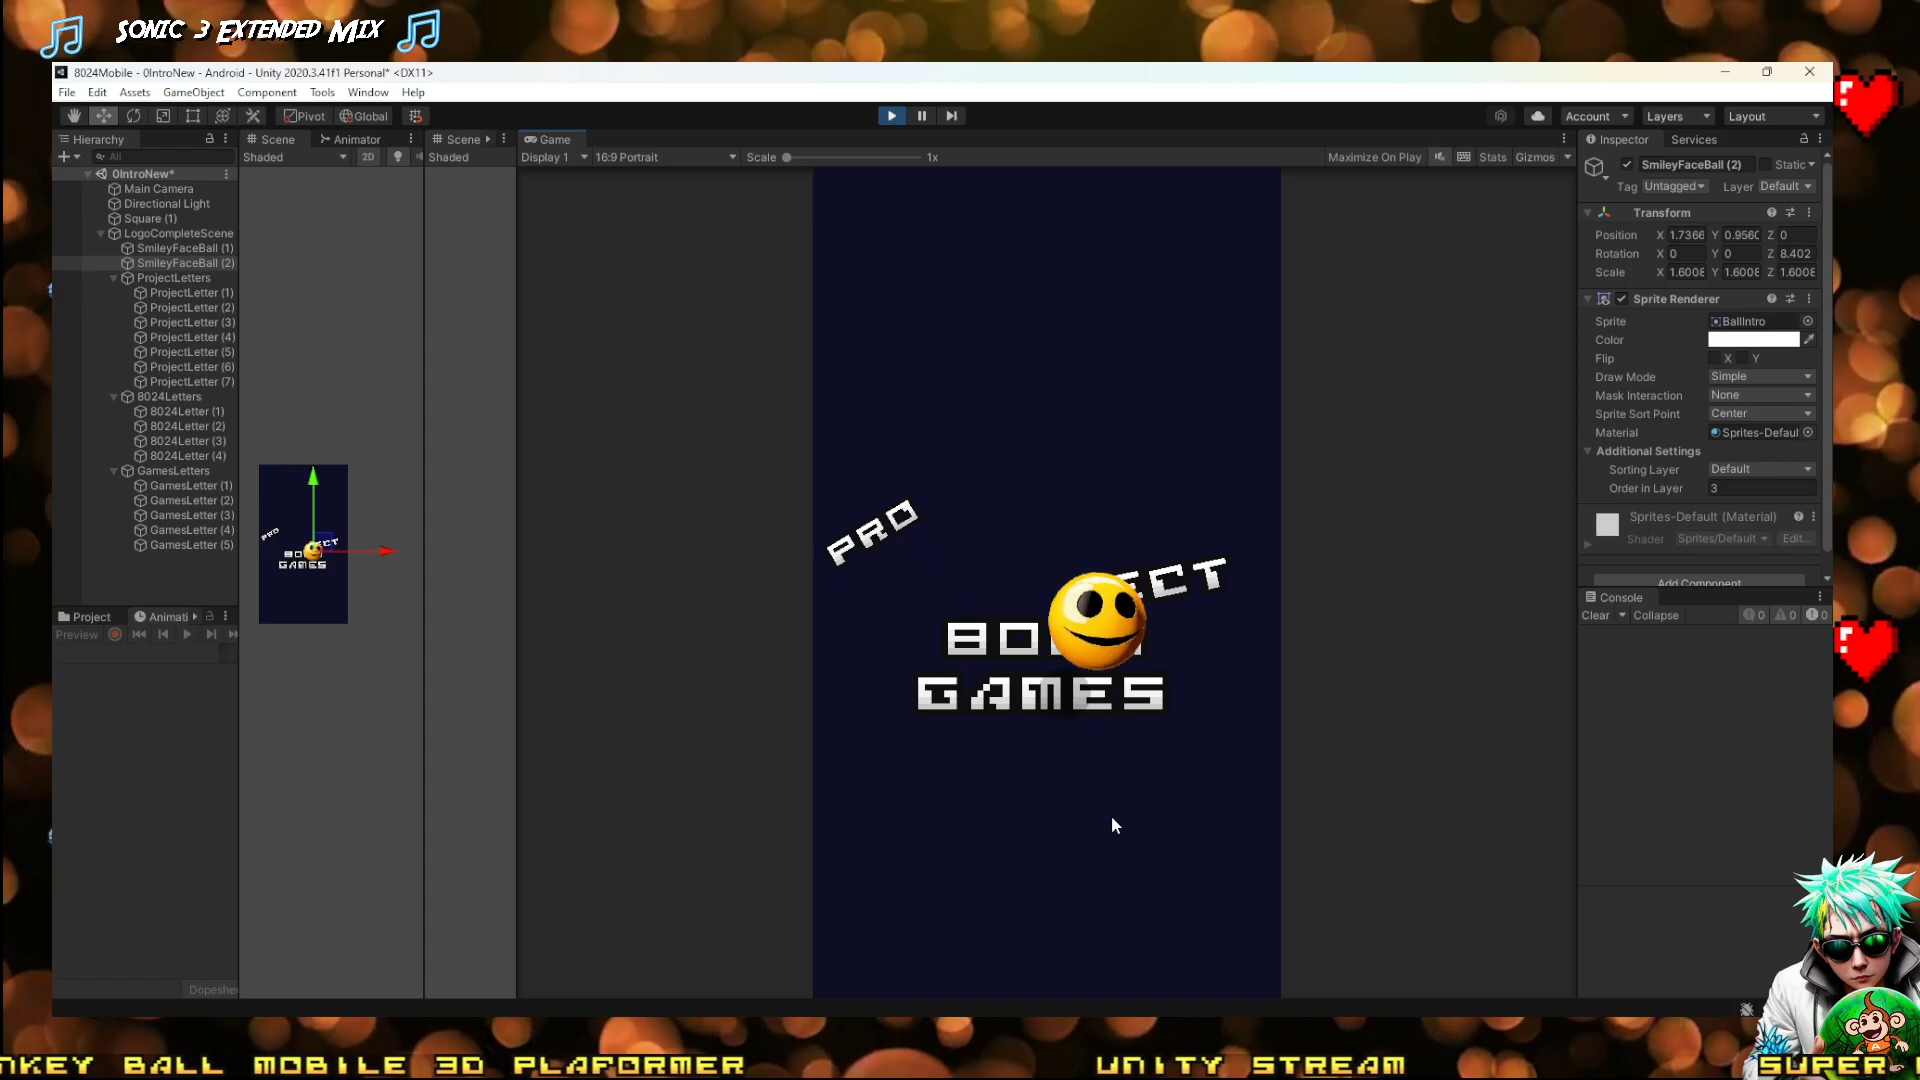 Sonic 3 Extended Mix
8024Mobile - 0IntroNew - Android - Unity 2020.3.41f1 Personal* <DX11>
File Edit Assets GameObject Component Tools Window Help
Pivot Global Account Layers Layout
Hierarchy Scene Animator Scene Game Inspector Services
All Shaded 2D Shaded Display 1 16:9 Portrait Scale 1x Maximize On Play Stats Gizmos
0IntroNew*
Main Camera
Directional Light
Square (1)
LogoCompleteScene
SmileyFaceBall (1)
SmileyFaceBall (2)
ProjectLetters
ProjectLetter (1)
ProjectLetter (2)
ProjectLetter (3)
ProjectLetter (4)
ProjectLetter (5)
ProjectLetter (6)
ProjectLetter (7)
8024Letters
8024Letter (1)
8024Letter (2)
8024Letter (3)
8024Letter (4)
GamesLetters
GamesLetter (1)
GamesLetter (2)
GamesLetter (3)
GamesLetter (4)
GamesLetter (5)
Project Animati
Preview
Dopeshe
PRO
ECT
80
GAMES
PRO
CT
80
GAMES
SmileyFaceBall (2) Static
Tag Untagged Layer Default
Transform
Position X 1.7366 Y 0.9560 Z 0
Rotation X 0 Y 0 Z 8.402
Scale X 1.6008 Y 1.6008 Z 1.6008
Sprite Renderer
Sprite BallIntro
Color
Flip X Y
Draw Mode Simple
Mask Interaction None
Sprite Sort Point Center
Material Sprites-Defaul
Additional Settings
Sorting Layer Default
Order in Layer 3
Sprites-Default (Material)
Shader Sprites/Default Edit...
Add Component
Console
Clear Collapse 0 0 0
NKEY BALL MOBILE 3D PLAFORMER UNITY STREAM SUPER